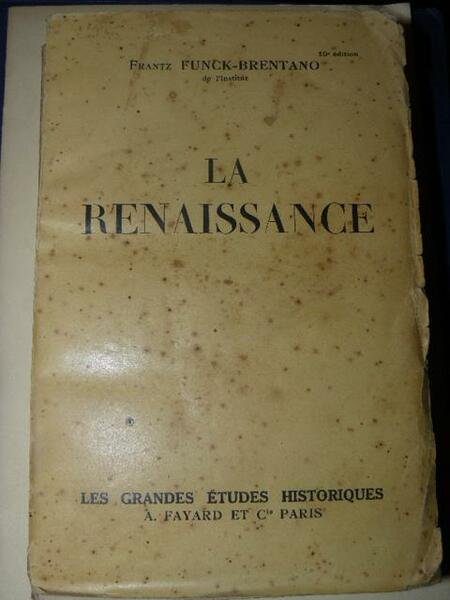 10e édition
FRANTZ FUNCK-BRENTANO
de l'Institut
LA
RENAISSANCE
LES GRANDES ÉTUDES HISTORIQUES
A. FAYARD ET Cie PARIS